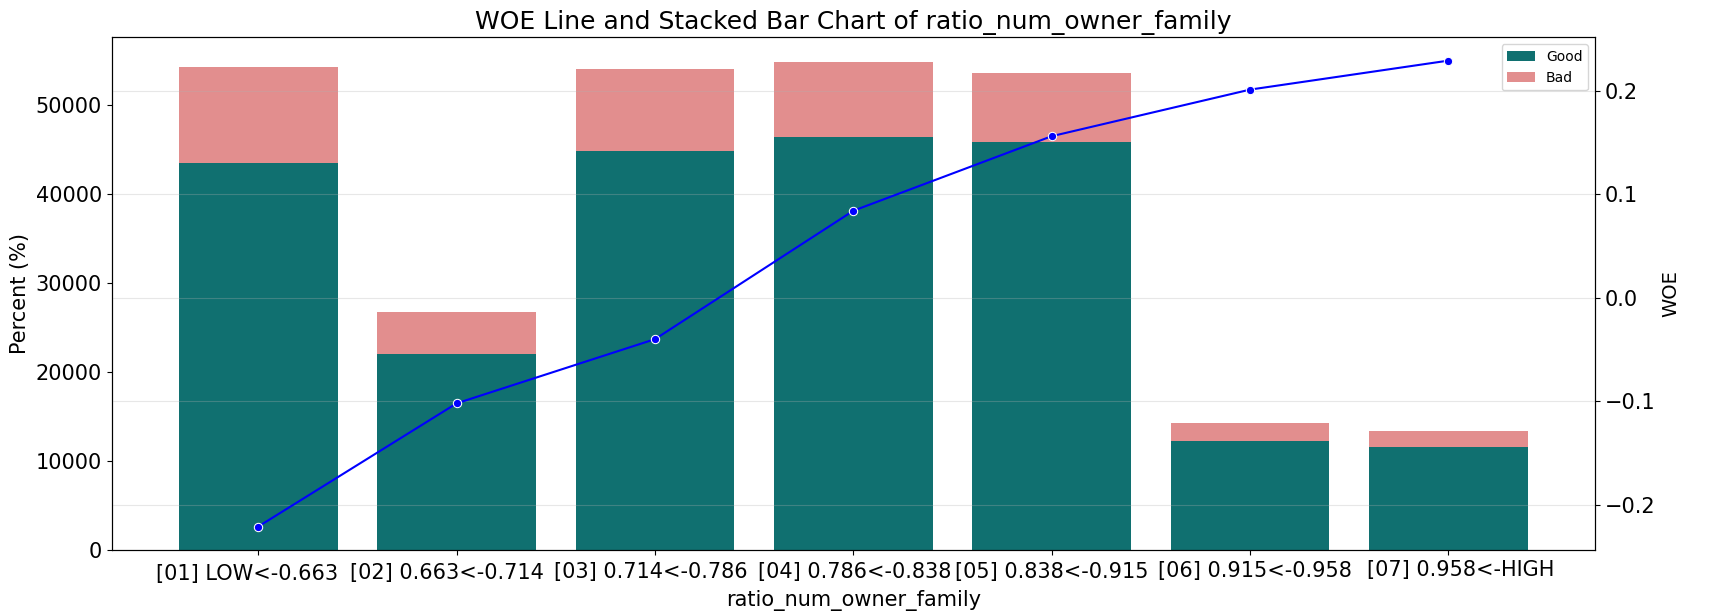 WOE Line and Stacked Bar Chart of ratio_num_owner_family
Good
Bad
Percent (%)
50000
40000
30000
20000
10000
0
0.2
0.1
0.0
−0.1
−0.2
WOE
[01] LOW<-0.663
[02] 0.663<-0.714
[03] 0.714<-0.786
[04] 0.786<-0.838
[05] 0.838<-0.915
[06] 0.915<-0.958
[07] 0.958<-HIGH
ratio_num_owner_family